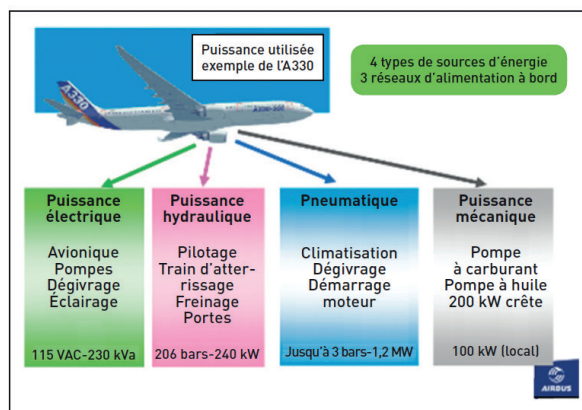 Puissance utilisée
exemple de l'A330
4 types de sources d'énergie
3 réseaux d'alimentation à bord
A330
A330-300
Puissance
électrique
Avionique
Pompes
Dégivrage
Éclairage
115 VAC-230 kVa
Puissance
hydraulique
Pilotage
Train d'atter-
rissage
Freinage
Portes
206 bars-240 kW
Pneumatique
Climatisation
Dégivrage
Démarrage
moteur
Jusqu'à 3 bars-1,2 MW
Puissance
mécanique
Pompe
à carburant
Pompe à huile
200 kW crête
100 kW (local)
AIRBUS